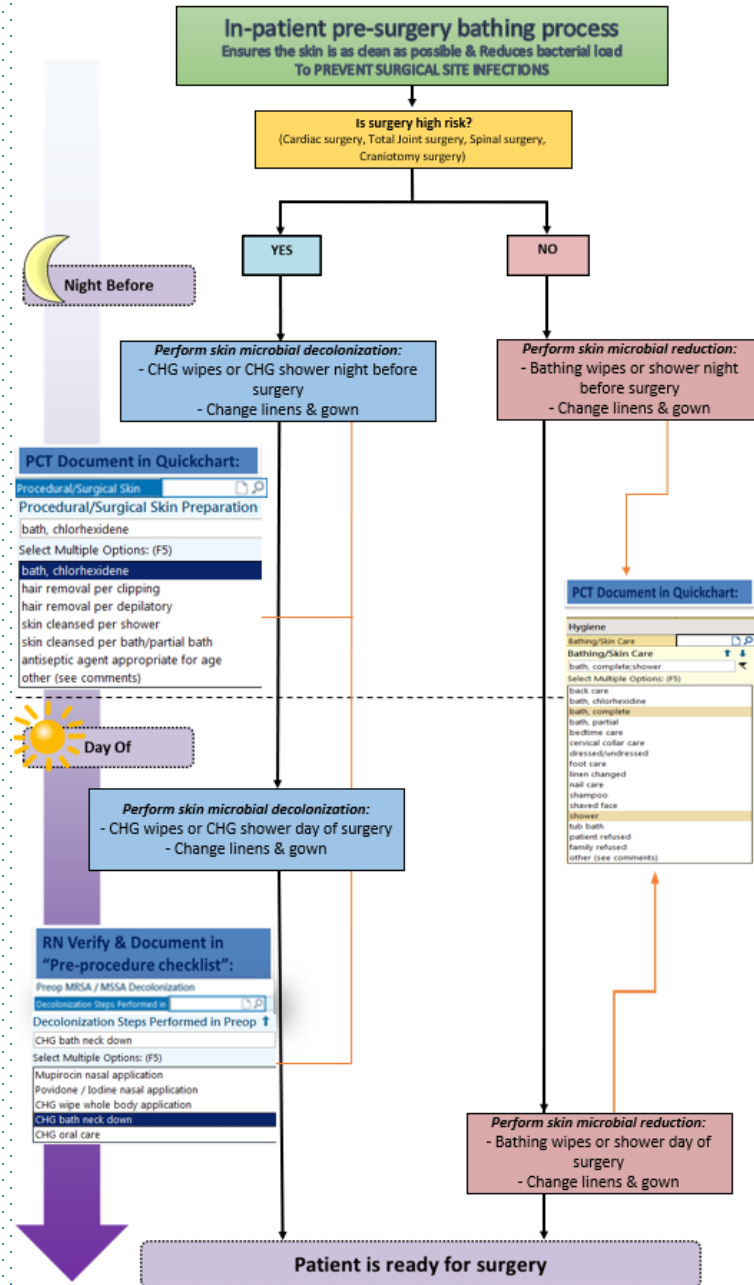 In-patient pre-surgery bathing process
Ensures the skin is as clean as possible & Reduces bacterial load
To PREVENT SURGICAL SITE INFECTIONS
Is surgery high risk?
(Cardiac surgery, Total Joint surgery, Spinal surgery,
Craniotomy surgery)
YES
NO
Night Before
Perform skin microbial decolonization:
- CHG wipes or CHG shower night before
surgery
- Change linens & gown
Perform skin microbial reduction:
- Bathing wipes or shower night
before surgery
- Change linens & gown
PCT Document in Quickchart:
Procedural/Surgical Skin
Procedural/Surgical Skin Preparation
bath, chlorhexidene
Select Multiple Options: (F5)
bath, chlorhexidene
hair removal per clipping
hair removal per depilatory
skin cleansed per shower
skin cleansed per bath/partial bath
antiseptic agent appropriate for age
other (see comments)
PCT Document in Quickchart:
Hygiene
Bathing/Skin Care
Bathing/Skin Care
bath, complete;shower
Select Multiple Options: (F5)
back care
bath, chlorhexidine
bath, complete
bath, partial
bedtime care
cervical collar care
dressed/undressed
foot care
linen changed
nail care
shampoo
shaved face
shower
tub bath
patient refused
family refused
other (see comments)
Day Of
Perform skin microbial decolonization:
- CHG wipes or CHG shower day of surgery
- Change linens & gown
RN Verify & Document in
“Pre-procedure checklist”:
Preop MRSA / MSSA Decolonization
Decolonization Steps Performed in
Decolonization Steps Performed in Preop
CHG bath neck down
Select Multiple Options: (F5)
Mupirocin nasal application
Povidone / Iodine nasal application
CHG wipe whole body application
CHG bath neck down
CHG oral care
Perform skin microbial reduction:
- Bathing wipes or shower day of
surgery
- Change linens & gown
Patient is ready for surgery